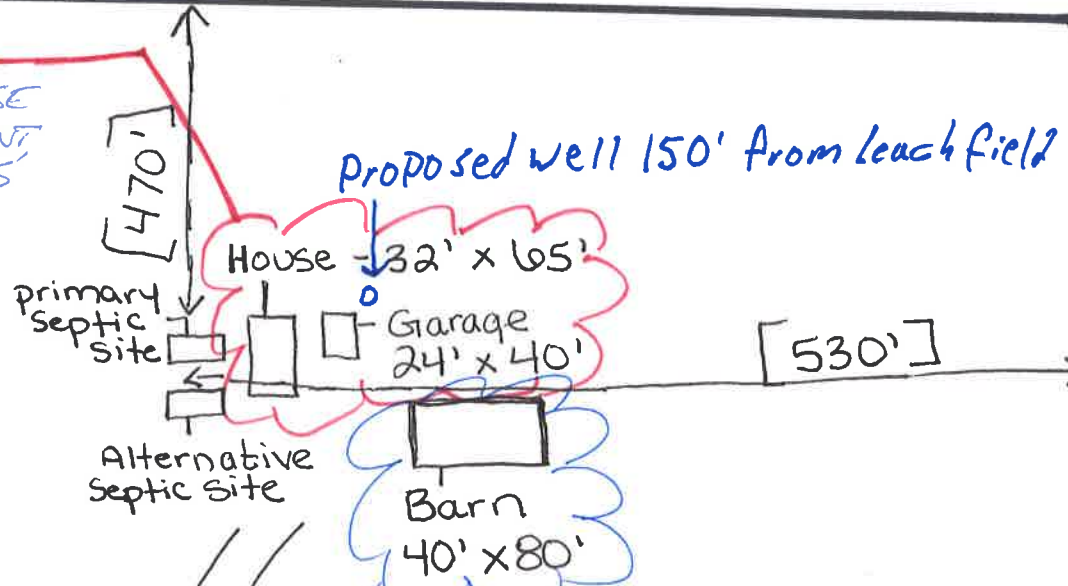 Proposed well 150' from leach field
[470']
House - 32' x 65'
primary
septic
site
Garage
24' x 40'
[530']
Alternative
septic site
Barn
40' x 80'